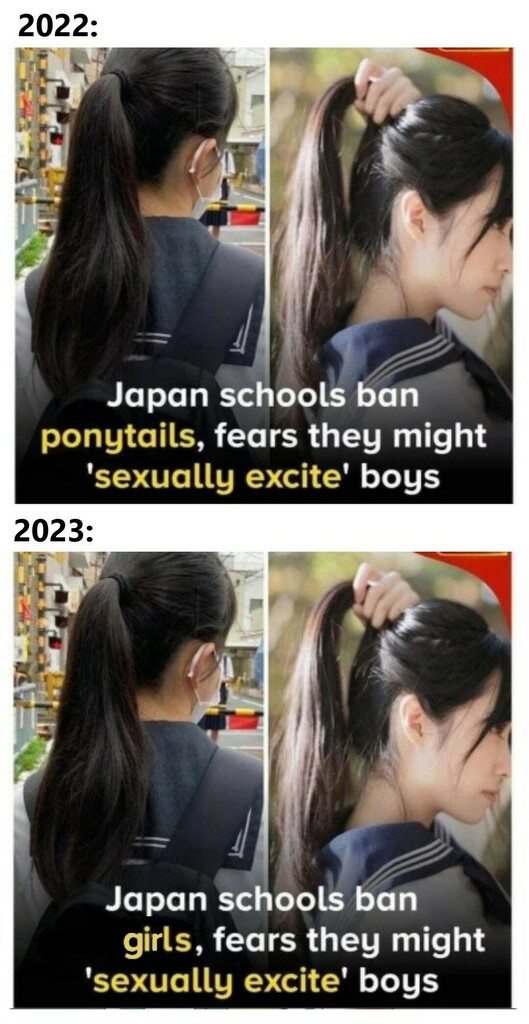 2022:
Japan schools ban
ponytails, fears they might
'sexually excite' boys
2023:
Japan schools ban
girls, fears they might
'sexually excite' boys